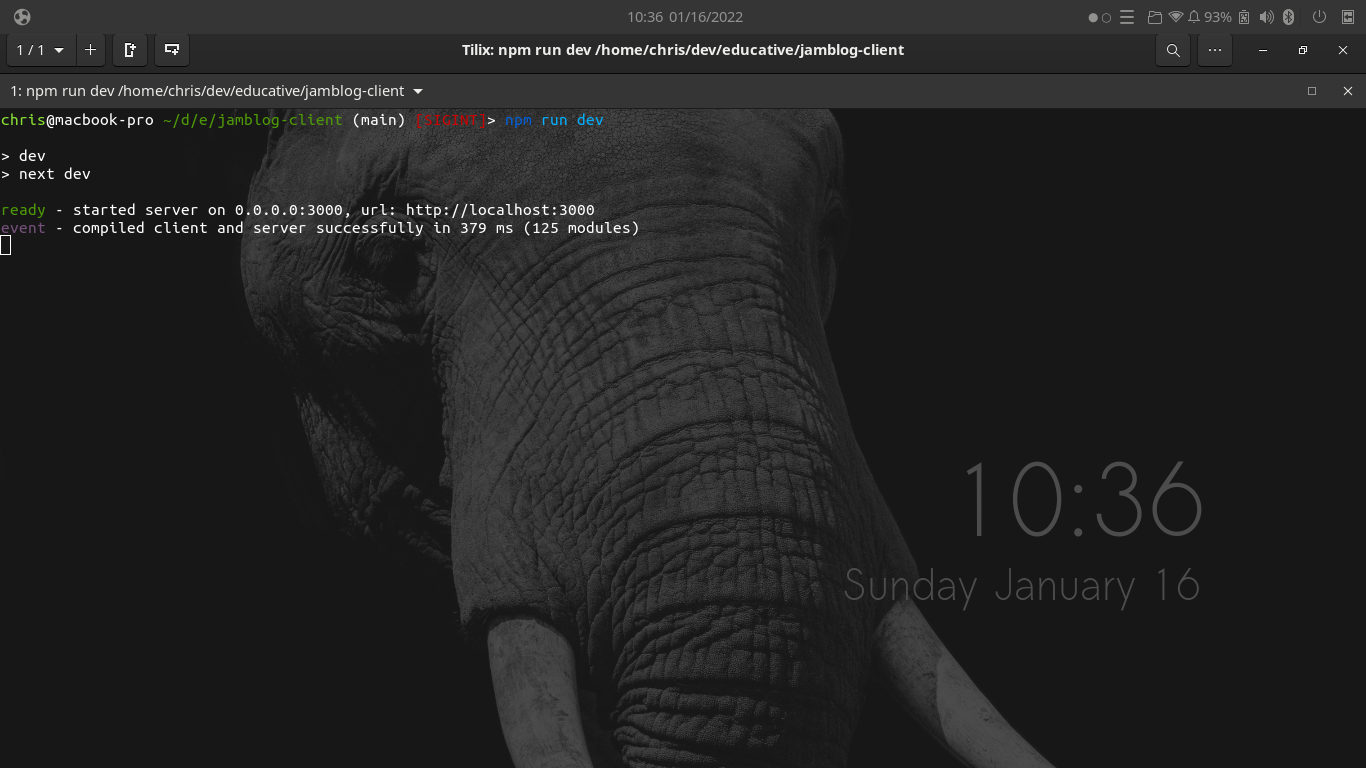 10:36 01/16/2022
93%
1 / 1
Tilix: npm run dev /home/chris/dev/educative/jamblog-client
1: npm run dev /home/chris/dev/educative/jamblog-client
chris@macbook-pro ~/d/e/jamblog-client (main) [SIGINT]> npm run dev
> dev
> next dev
ready - started server on 0.0.0.0:3000, url: http://localhost:3000
event - compiled client and server successfully in 379 ms (125 modules)
10:36
Sunday January 16